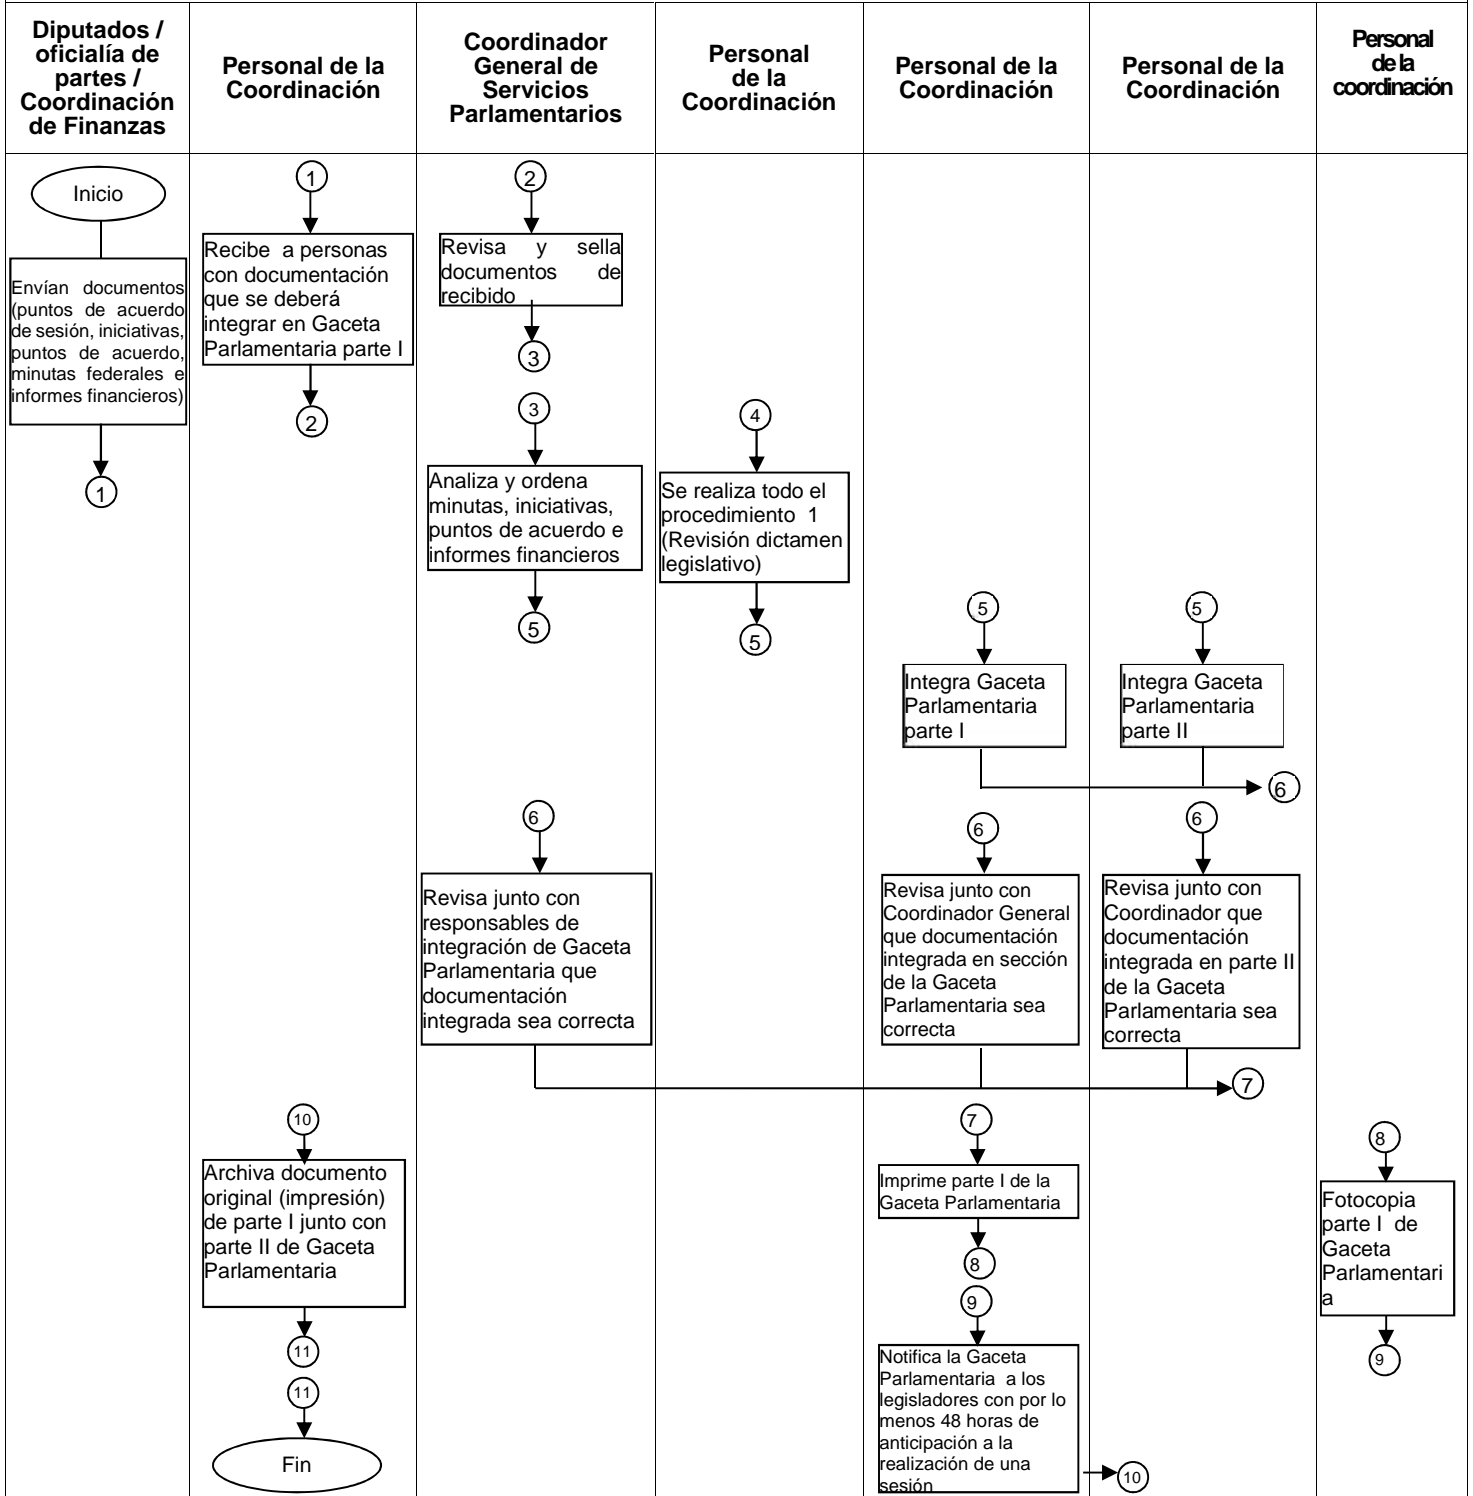 Diputados /
oficialía de
partes /
Coordinación
de Finanzas
Personal de la
Coordinación
Coordinador
General de
Servicios
Parlamentarios
Personal
de la
Coordinación
Personal de la
Coordinación
Personal de la
Coordinación
Personal
de la
coordinación
Inicio
Envían documentos
(puntos de acuerdo
de sesión, iniciativas,
puntos de acuerdo,
minutas federales e
informes financieros)
1
1
Recibe a personas
con documentación
que se deberá
integrar en Gaceta
Parlamentaria parte I
2
2
Revisa y sella
documentos de
recibido
3
3
Analiza y ordena
minutas, iniciativas,
puntos de acuerdo e
informes financieros
5
4
Se realiza todo el
procedimiento 1
(Revisión dictamen
legislativo)
5
5
Integra Gaceta
Parlamentaria
parte I
5
Integra Gaceta
Parlamentaria
parte II
6
6
Revisa junto con
responsables de
integración de Gaceta
Parlamentaria que
documentación
integrada sea correcta
6
Revisa junto con
Coordinador General
que documentación
integrada en sección
de la Gaceta
Parlamentaria sea
correcta
6
Revisa junto con
Coordinador que
documentación
integrada en parte II
de la Gaceta
Parlamentaria sea
correcta
7
7
Imprime parte I de la
Gaceta Parlamentaria
8
8
Fotocopia
parte I de
Gaceta
Parlamentari
a
9
9
Notifica la Gaceta
Parlamentaria a los
legisladores con por lo
menos 48 horas de
anticipación a la
realización de una
sesión
10
10
Archiva documento
original (impresión)
de parte I junto con
parte II de Gaceta
Parlamentaria
11
11
Fin